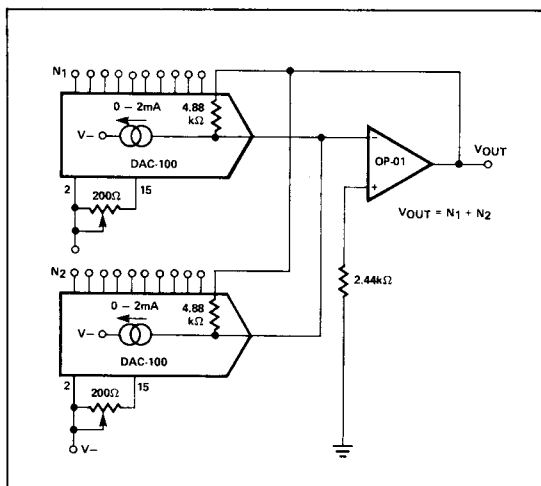 N1
0 – 2mA
4.88
kΩ
V–
DAC-100
2
200Ω
15
N2
0 – 2mA
4.88
kΩ
V–
DAC-100
2
200Ω
15
V–
–
OP-01
+
VOUT
VOUT = N1 + N2
2.44kΩ